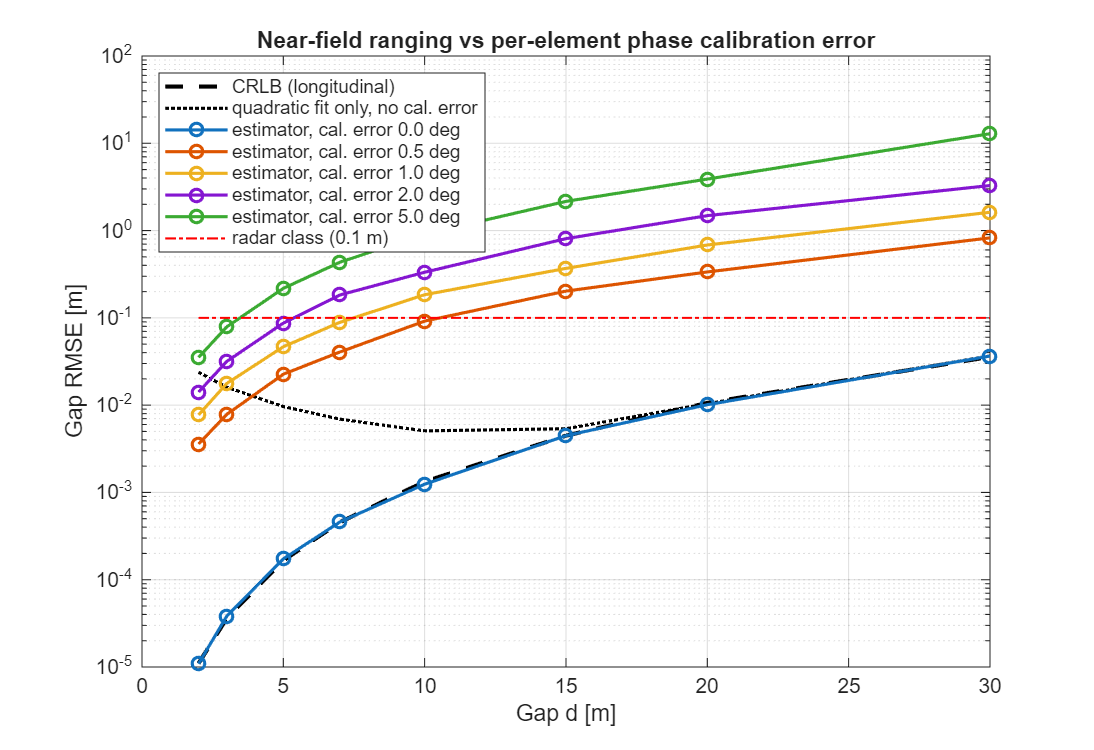 Near-field ranging vs per-element phase calibration error
CRLB (longitudinal)
quadratic fit only, no cal. error
estimator, cal. error 0.0 deg
estimator, cal. error 0.5 deg
estimator, cal. error 1.0 deg
estimator, cal. error 2.0 deg
estimator, cal. error 5.0 deg
radar class (0.1 m)
Gap RMSE [m]
10^2
10^1
10^0
10^-1
10^-2
10^-3
10^-4
10^-5
0 5 10 15 20 25 30
Gap d [m]